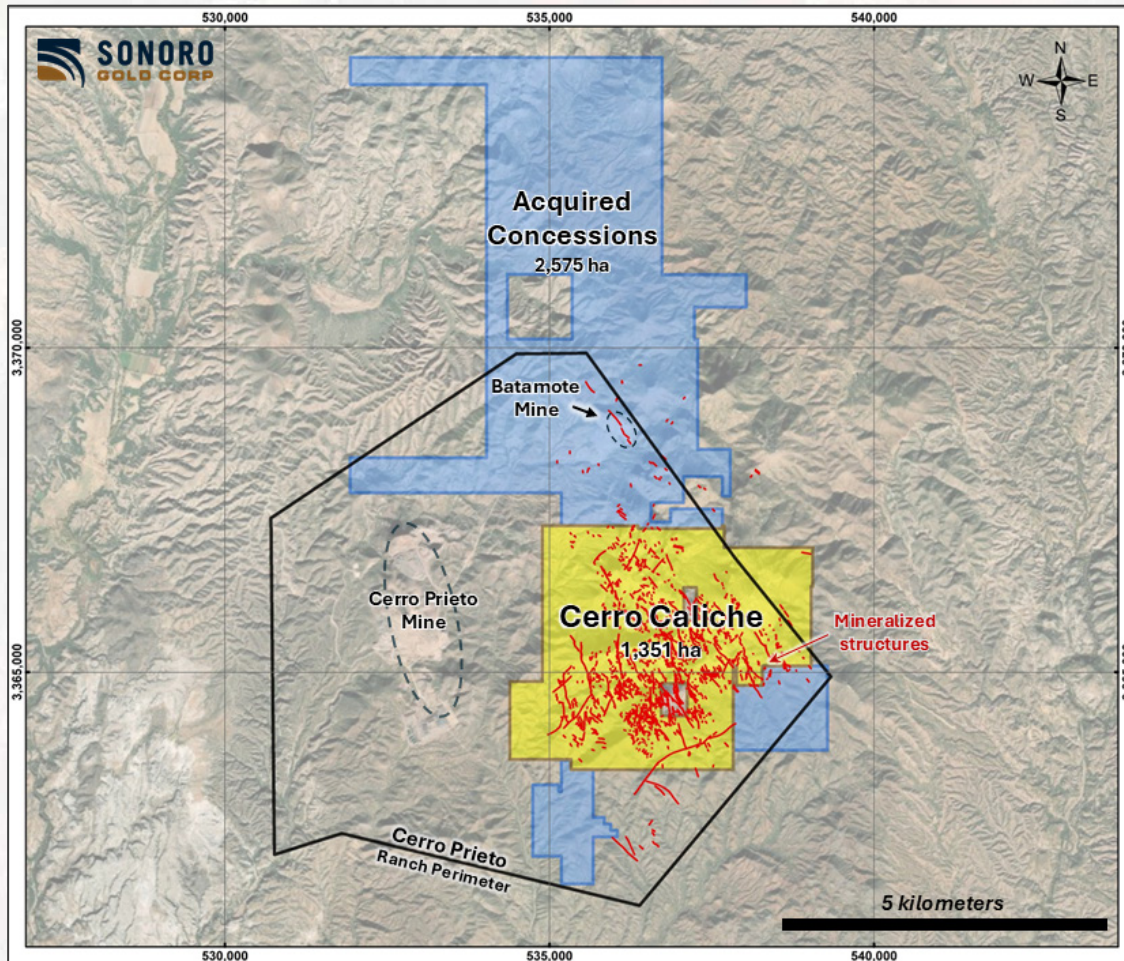 530,000
535,000
540,000
SONORO
GOLD CORP
N
W
E
S
Acquired
Concessions
2,575 ha
3,370,000
Batamote
Mine
Cerro Prieto
Mine
Cerro Caliche
1,351 ha
Mineralized
structures
3,365,000
Cerro Prieto
Ranch Perimeter
5 kilometers
530,000
535,000
540,000